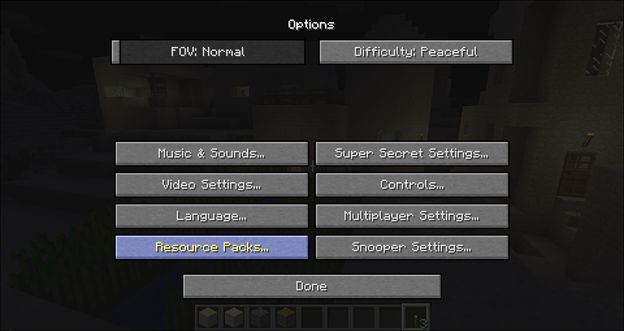 Options
FOV: Normal
Difficulty: Peaceful
Music & Sounds...
Super Secret Settings...
Video Settings...
Controls...
Language...
Multiplayer Settings...
Resource Packs...
Snooper Settings...
Done